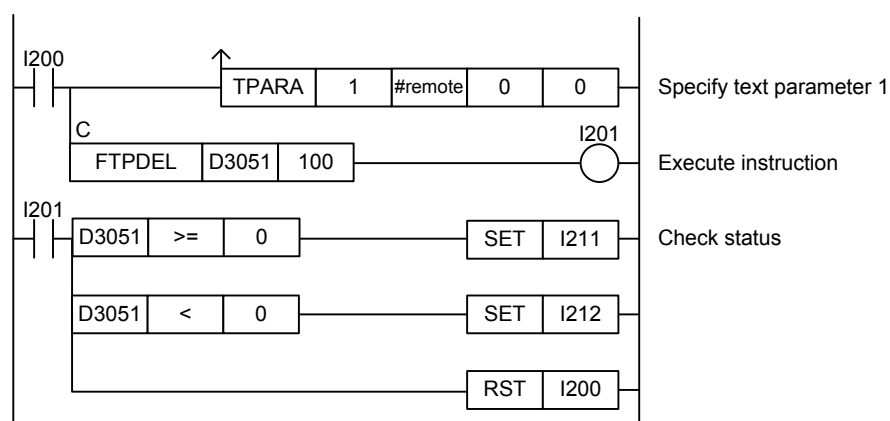 I200
TPARA 1 #remote 0 0 Specify text parameter 1
C I201
FTPDEL D3051 100 Execute instruction
I201
D3051 >= 0 SET I211 Check status
D3051 < 0 SET I212
RST I200